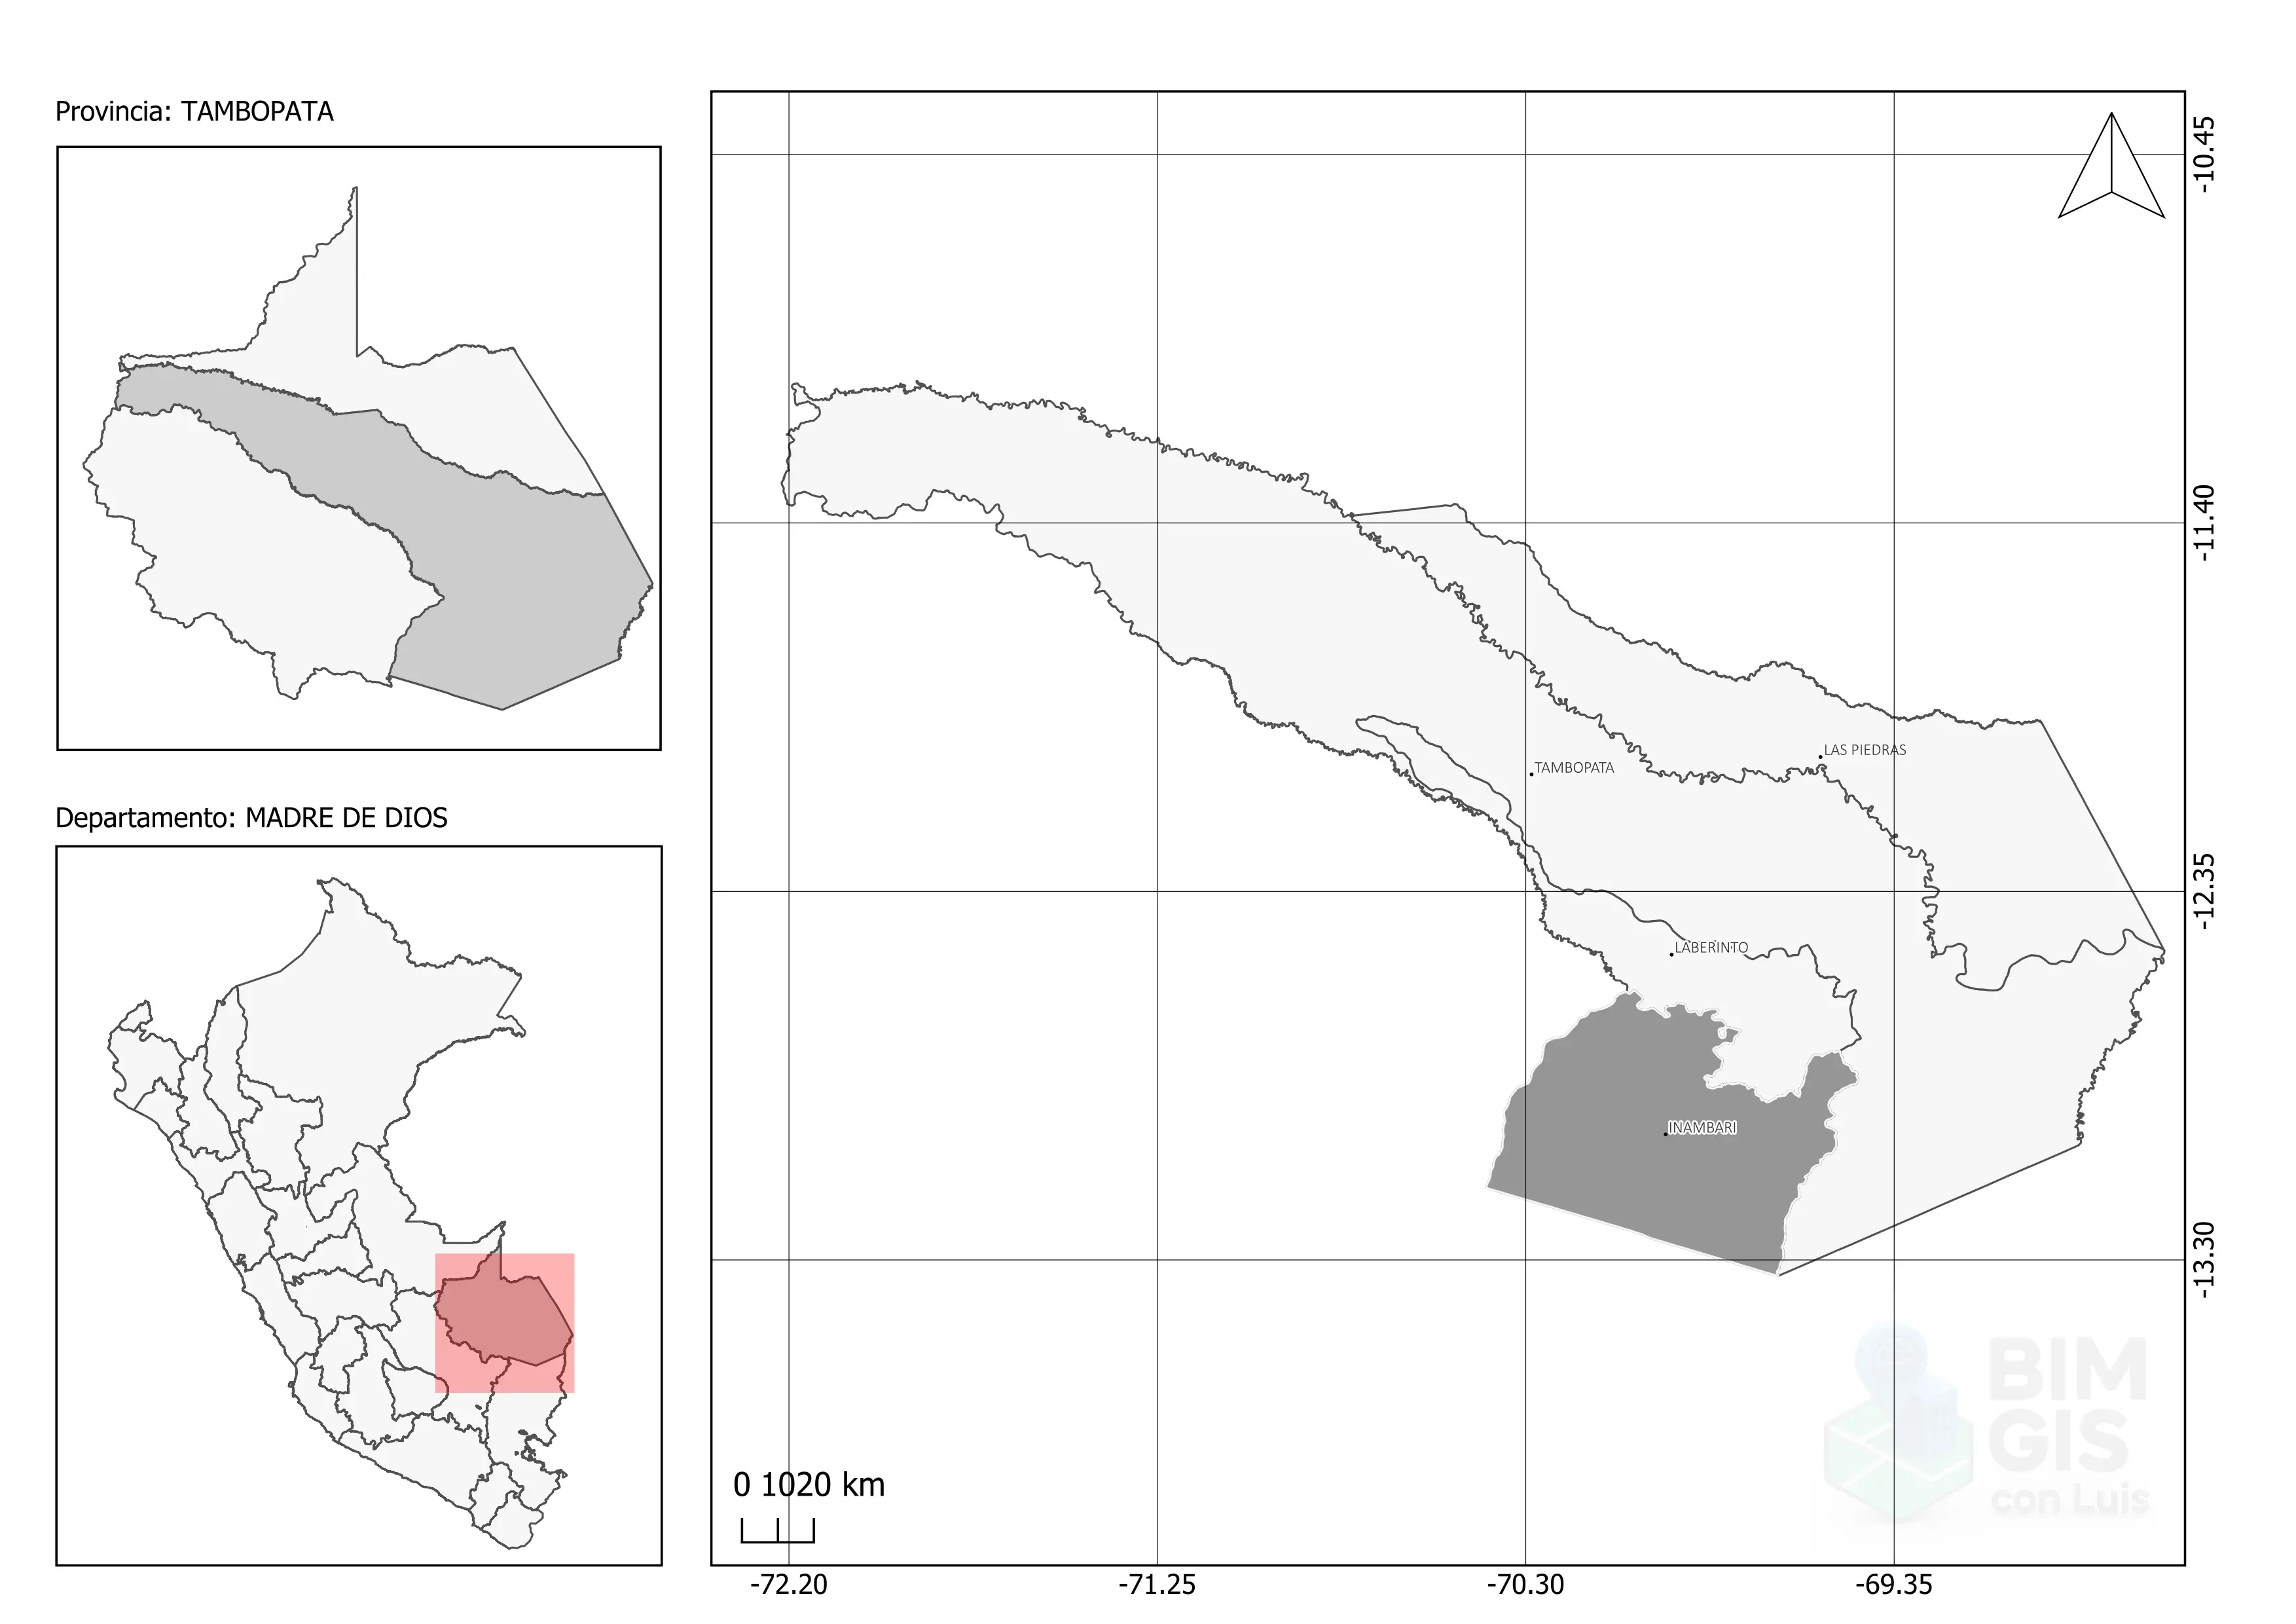 Provincia: TAMBOPATA
Departamento: MADRE DE DIOS
-10.45
-11.40
LAS PIEDRAS
TAMBOPATA
-12.35
LABERINTO
INAMBARI
-13.30
BIM
GIS
con Luis
0 1020 km
-72.20
-71.25
-70.30
-69.35